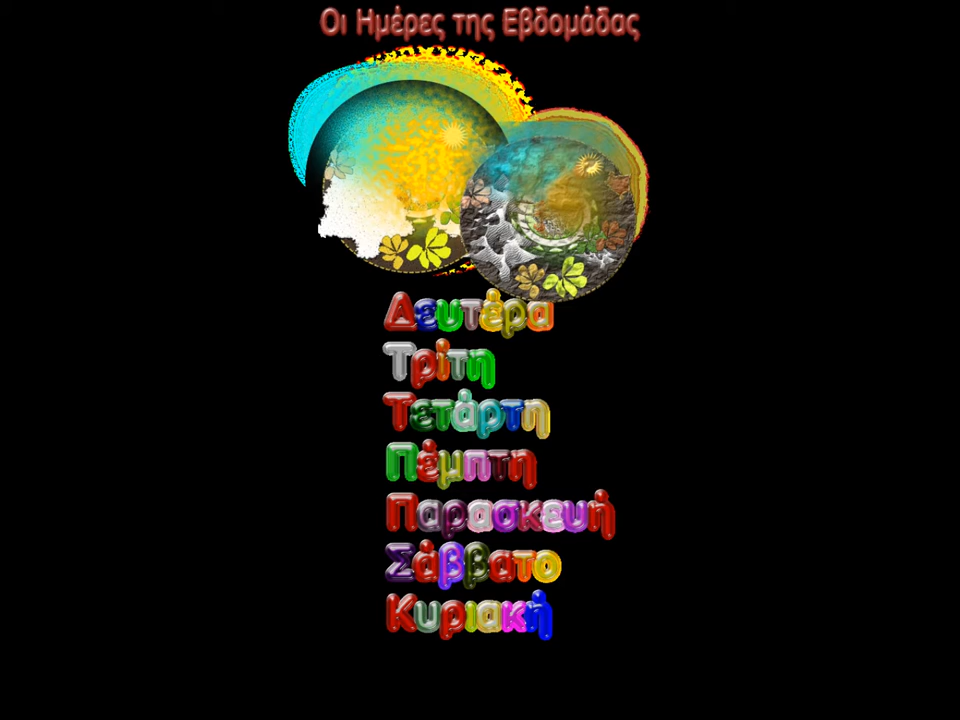 Οι Ημέρες της Εβδομάδας
Δευτέρα
Τρίτη
Τετάρτη
Πέμπτη
Παρασκευή
Σάββατο
Κυριακή